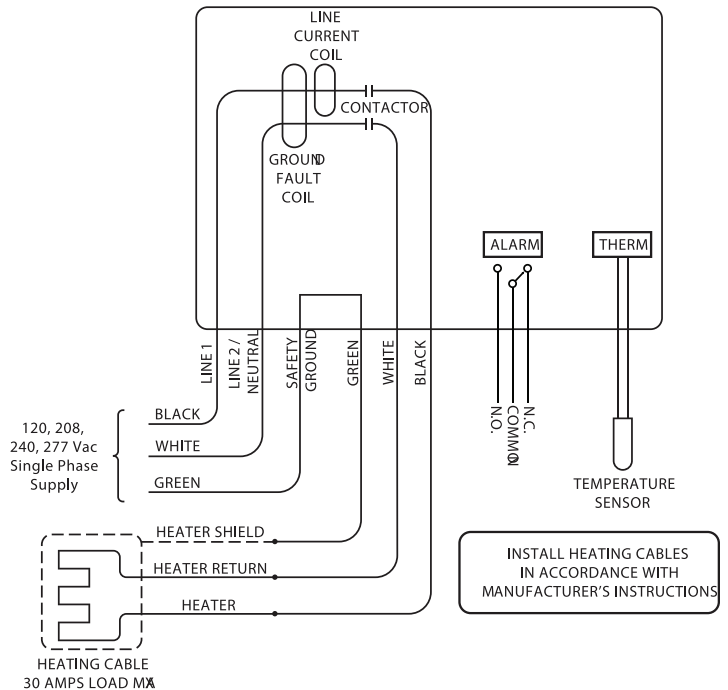 LINE
CURRENT
COIL
CONTACTOR
GROUND
FAULT
COIL
ALARM
THERM
LINE 1
LINE 2 /
NEUTRAL
SAFETY
GROUND
GREEN
WHITE
BLACK
N.O.
COMMON
N.C.
120, 208,
240, 277 Vac
Single Phase
Supply
BLACK
WHITE
GREEN
TEMPERATURE
SENSOR
HEATER SHIELD
HEATER RETURN
HEATER
INSTALL HEATING CABLES
IN ACCORDANCE WITH
MANUFACTURER'S INSTRUCTIONS
HEATING CABLE
30 AMPS LOAD MAX